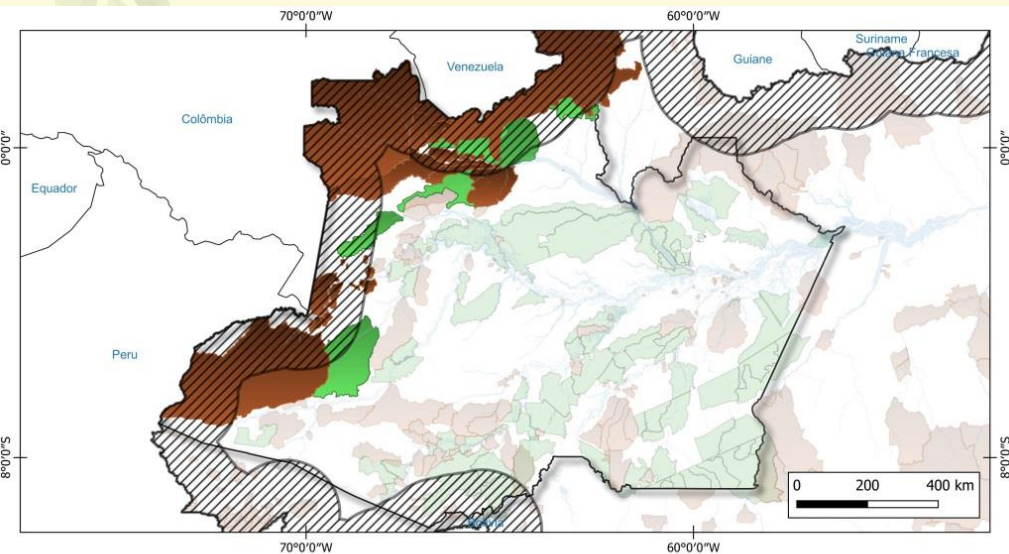 70°0'0"W 60°0'0"W
Suriname
Guiana Francesa
Guiane
Venezuela
Colômbia
0°0'0" 0°0'0"
Equador
Peru
8°0'0"S 8°0'0"S
0 200 400 km
Bolívia
70°0'0"W 60°0'0"W